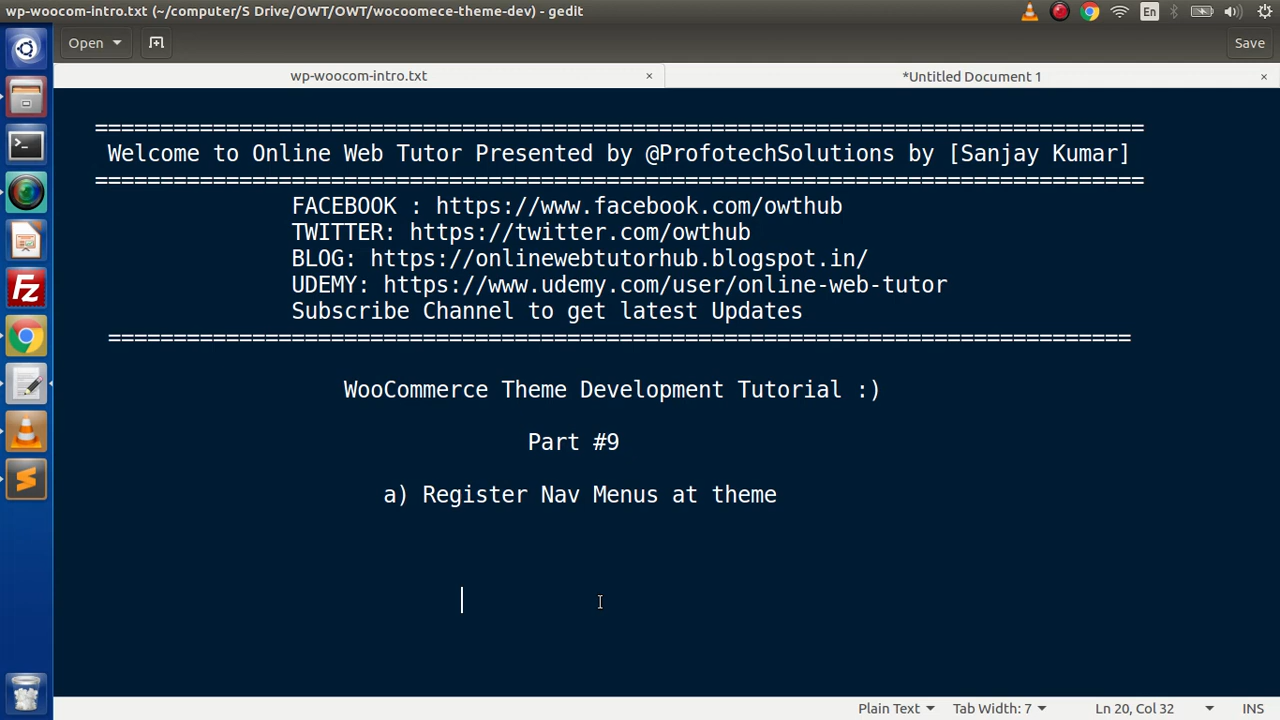 wp-woocom-intro.txt (~/computer/S Drive/OWT/OWT/wocoomece-theme-dev) - gedit
En
Open
Save
wp-woocom-intro.txt ×
*Untitled Document 1 ×
================================================================================
Welcome to Online Web Tutor Presented by @ProfotechSolutions by [Sanjay Kumar]
================================================================================
FACEBOOK : https://www.facebook.com/owthub
TWITTER: https://twitter.com/owthub
BLOG: https://onlinewebtutorhub.blogspot.in/
UDEMY: https://www.udemy.com/user/online-web-tutor
Subscribe Channel to get latest Updates
==============================================================================
WooCommerce Theme Development Tutorial :)
Part #9
a) Register Nav Menus at theme
Fz
Plain Text Tab Width: 7 Ln 20, Col 32 INS